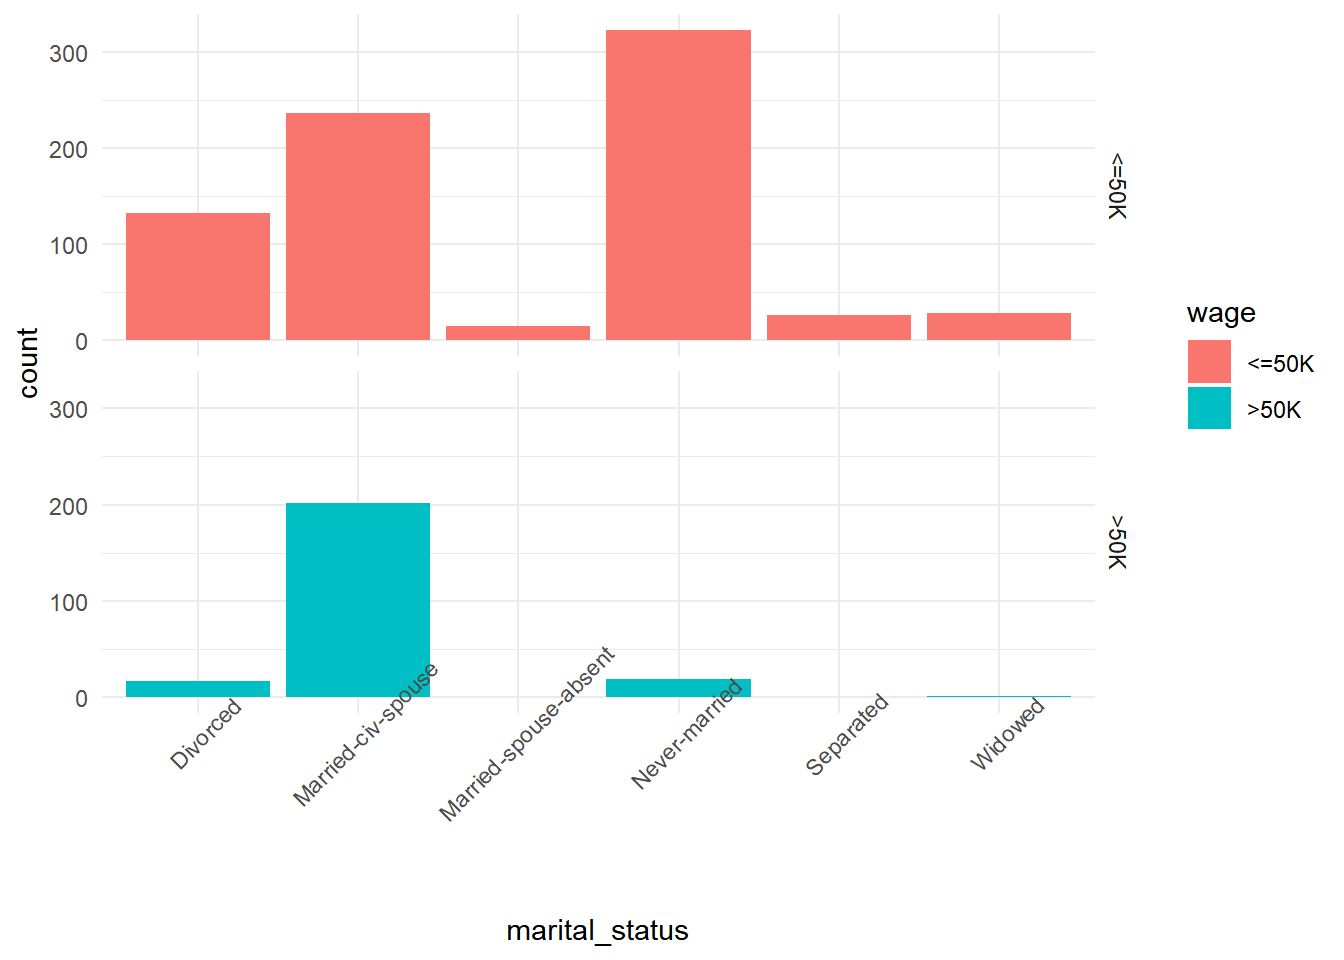 300
200
100
0
<=50K
300
200
100
0
>50K
count
Divorced
Married-civ-spouse
Married-spouse-absent
Never-married
Separated
Widowed
marital_status
wage
<=50K
>50K